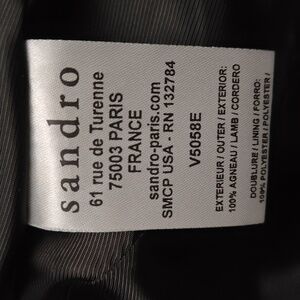 sandro
61 rue de Turenne
75003 PARIS
FRANCE
sandro-paris.com
SMCP USA - RN 132784
V5058E
EXTERIEUR / OUTER / EXTERIOR:
100% AGNEAU / LAMB / CORDERO
DOUBLURE / LINING / FORRO:
100% POLYESTER / POLYESTER /